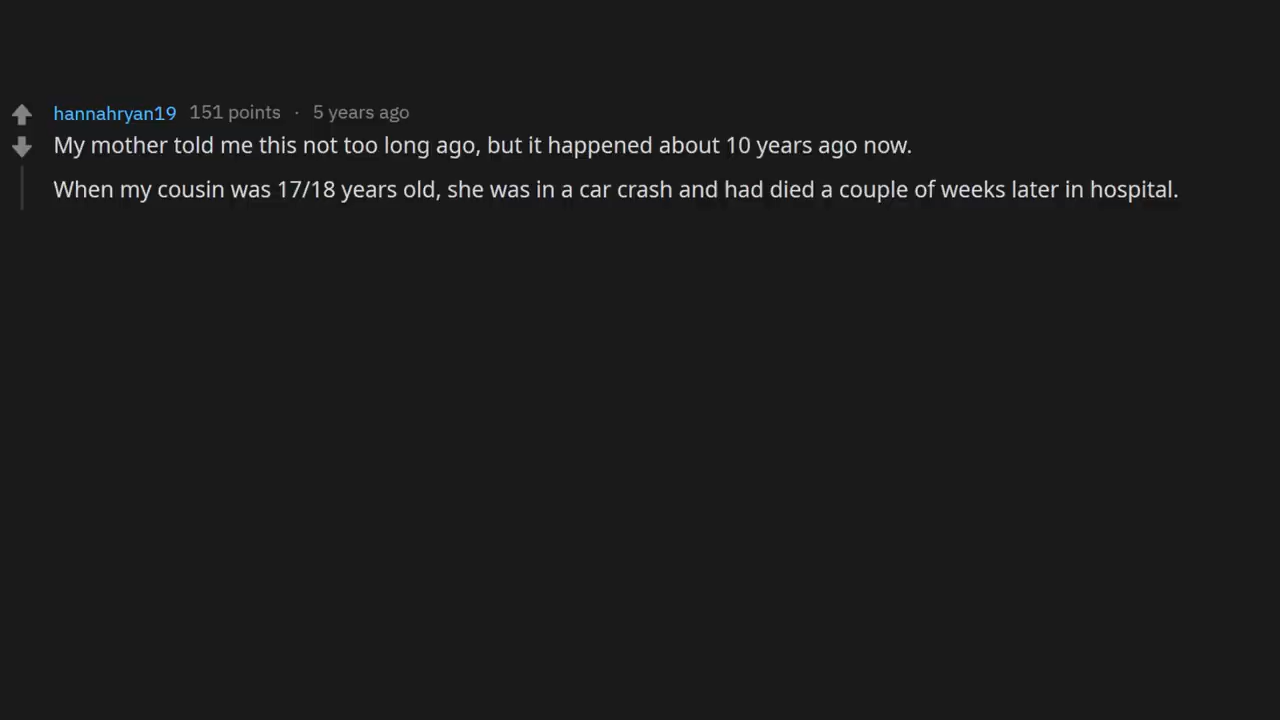 hannahryan19 151 points · 5 years ago
My mother told me this not too long ago, but it happened about 10 years ago now.
When my cousin was 17/18 years old, she was in a car crash and had died a couple of weeks later in hospital.